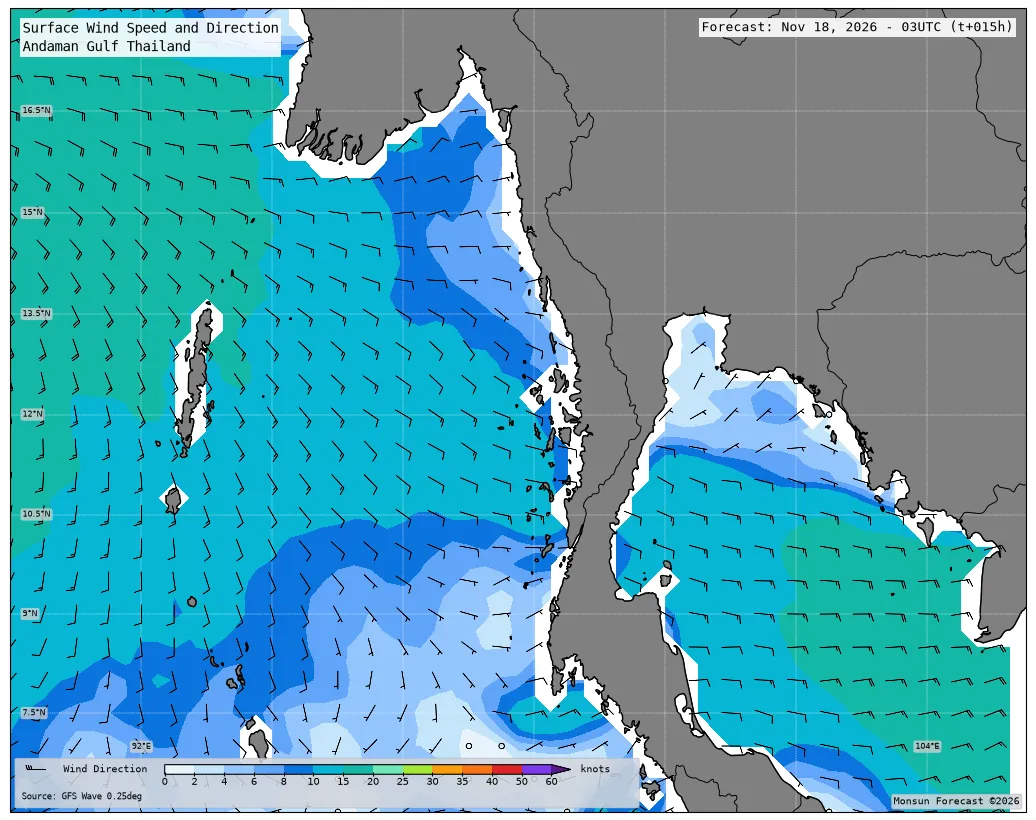 Surface Wind Speed and Direction
Andaman Gulf Thailand
Forecast: Nov 18, 2026 - 03UTC (t+015h)
16.5°N
15°N
13.5°N
12°N
10.5°N
9°N
7.5°N
92°E
104°E
Wind Direction
0 2 4 6 8 10 15 20 25 30 35 40 50 60
knots
Source: GFS Wave 0.25deg
Monsun Forecast ©2026